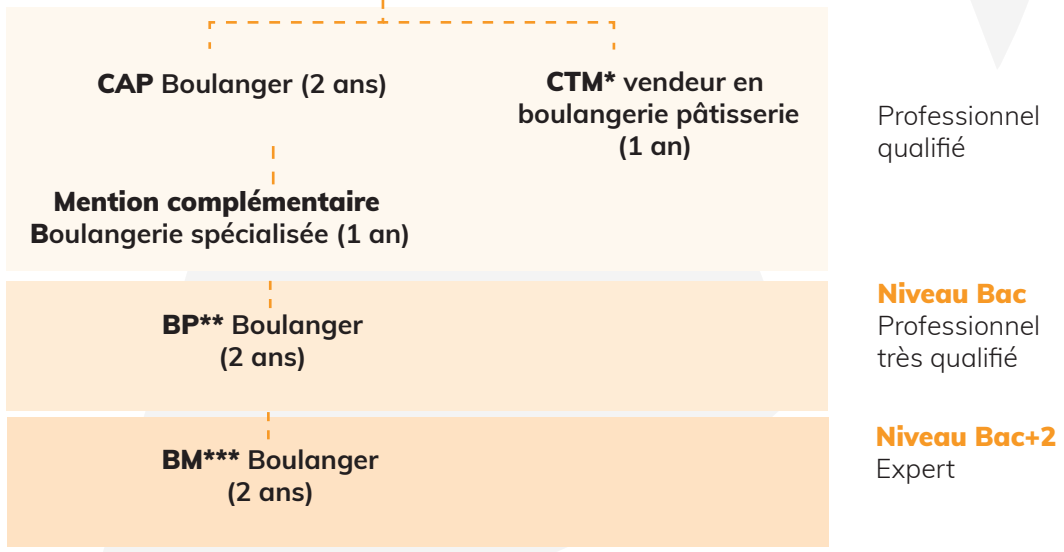 CAP Boulanger (2 ans)
CTM* vendeur en
boulangerie pâtisserie
(1 an)
Professionnel
qualifié
Mention complémentaire
Boulangerie spécialisée (1 an)
BP** Boulanger
(2 ans)
Niveau Bac
Professionnel
très qualifié
BM*** Boulanger
(2 ans)
Niveau Bac+2
Expert